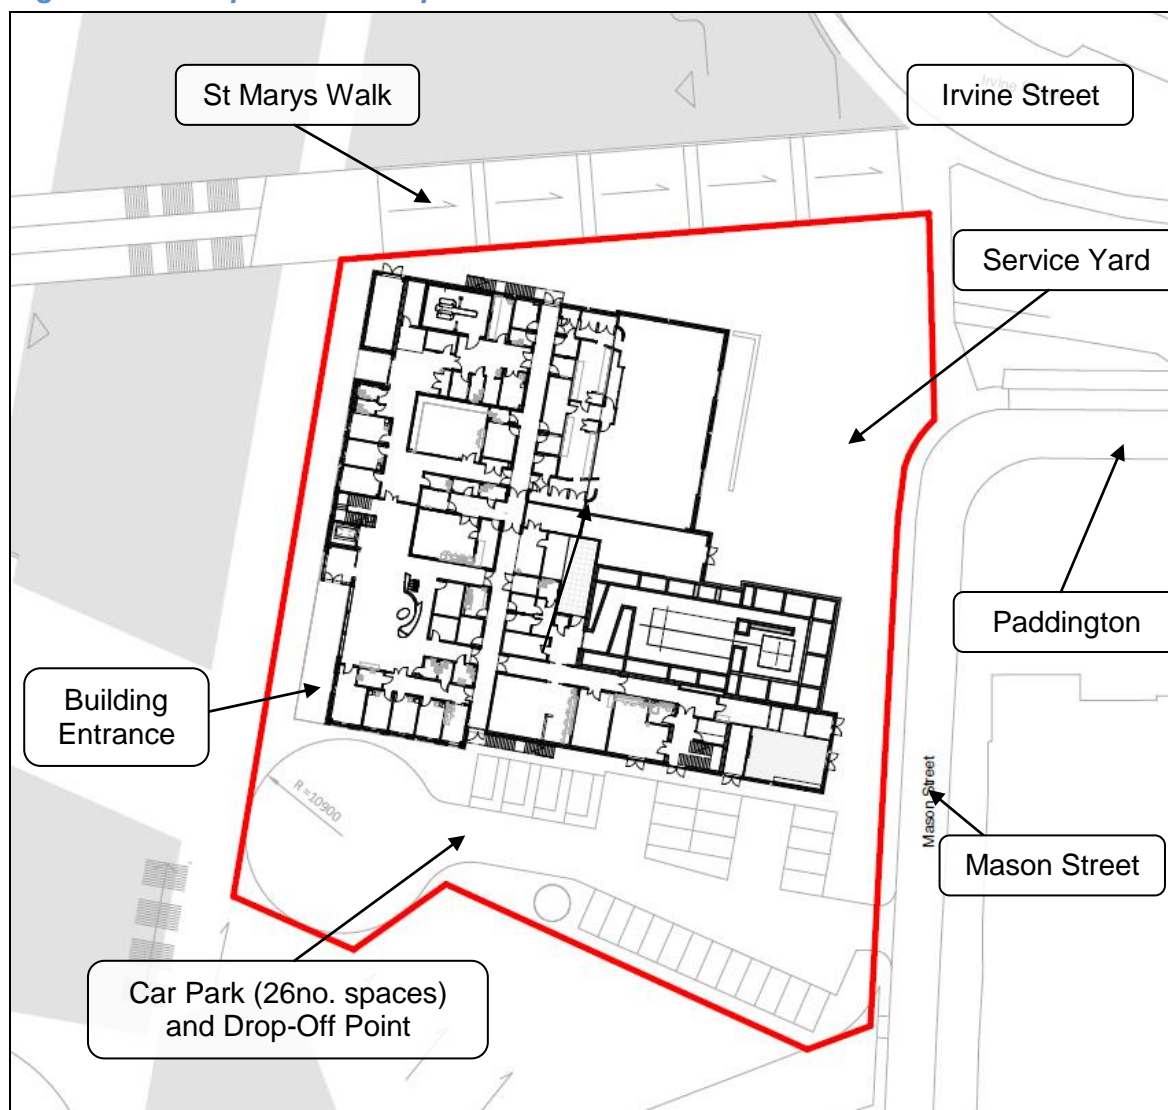 St Marys Walk
Irvine Street
Service Yard
Paddington
Building
Entrance
R =10900
Mason Street
Mason Street
Car Park (26no. spaces)
and Drop-Off Point